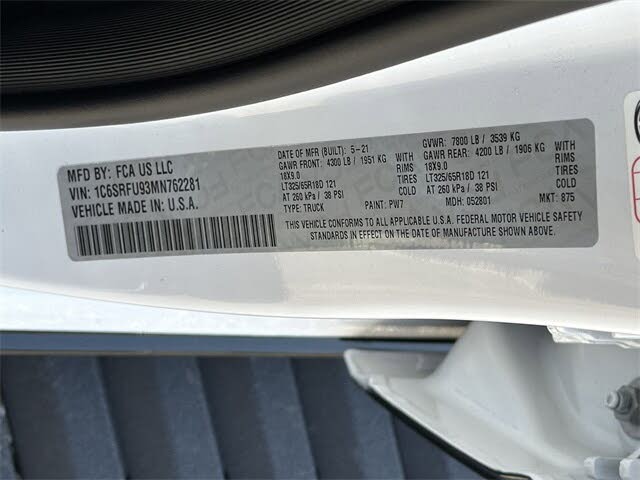 MFD BY: FCA US LLC
VIN: 1C6SRFU93MN762281
VEHICLE MADE IN: U.S.A.
DATE OF MFR (BUILT): 5-21
GAWR FRONT: 4300 LB / 1951 KG WITH
18X9.0 RIMS
LT325/65R18D 121 TIRES
AT 260 kPa / 38 PSI
TYPE: TRUCK PAINT: PW7
GVWR: 7800 LB / 3539 KG
GAWR REAR: 4200 LB / 1906 KG WITH
18X9.0 RIMS
LT325/65R18D 121 TIRES
AT 260 kPa / 38 PSI
MDH: 052801 MKT: 875
THIS VEHICLE CONFORMS TO ALL APPLICABLE U.S.A. FEDERAL MOTOR VEHICLE SAFETY
STANDARDS IN EFFECT ON THE DATE OF MANUFACTURE SHOWN ABOVE.